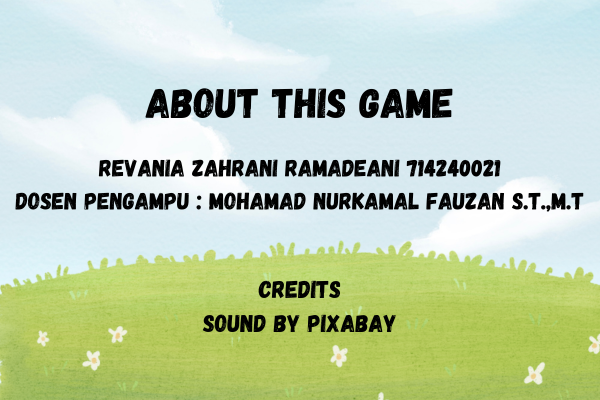 ABOUT THIS GAME
REVANIA ZAHRANI RAMADEANI 714240021
DOSEN PENGAMPU : MOHAMAD NURKAMAL FAUZAN S.T.,M.T
CREDITS
SOUND BY PIXABAY